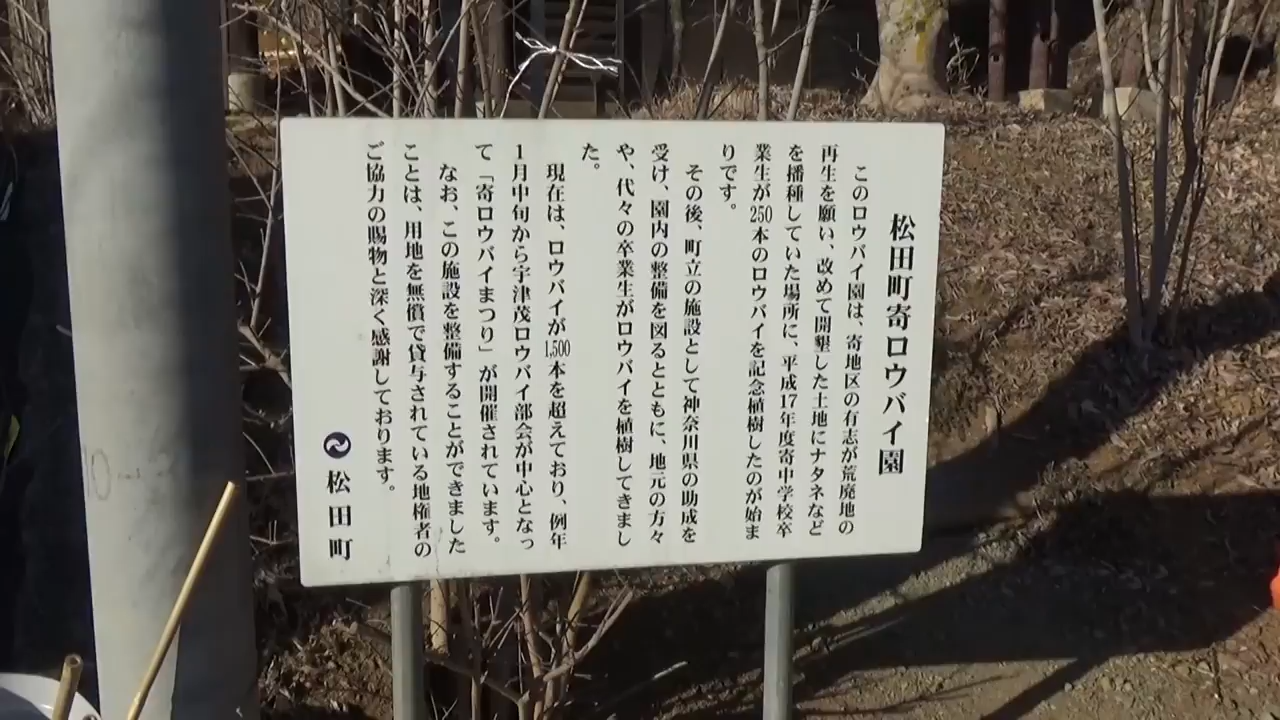 松田町寄ロウバイ園
このロウバイ園は、寄地区の有志が荒廃地の
再生を願い、改めて開墾した土地にナタネなど
を播種していた場所に、平成17年度寄中学校卒
業生が250本のロウバイを記念植樹したのが始ま
りです。
その後、町立の施設として神奈川県の助成を
受け、園内の整備を図るとともに、地元の方々
や、代々の卒業生がロウバイを植樹してきまし
た。
現在は、ロウバイが1,500本を超えており、例年
1月中旬から宇津茂ロウバイ部会が中心となっ
て「寄ロウバイまつり」が開催されています。
なお、この施設を整備することができました
ことは、用地を無償で貸与されている地権者の
ご協力の賜物と深く感謝しております。
松田町